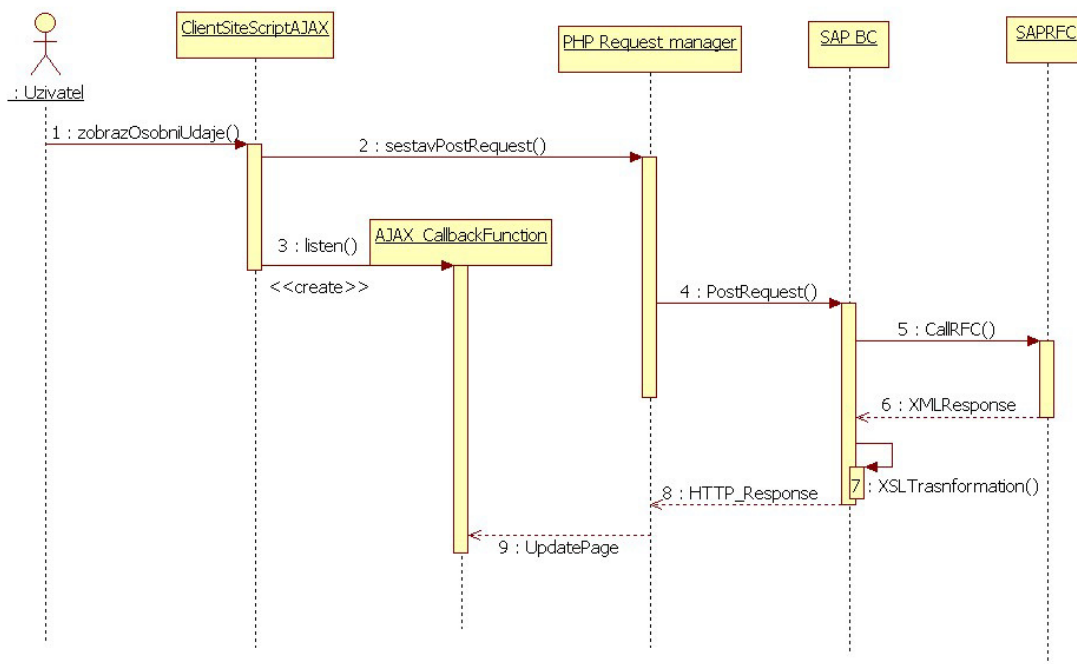 ClientSiteScriptAJAX
PHP Request manager
SAP BC
SAPRFC
: Uzivatel
1 : zobrazOsobniUdaje()
2 : sestavPostRequest()
3 : listen()
AJAX_CallbackFunction
<<create>>
4 : PostRequest()
5 : CallRFC()
6 : XMLResponse
7 : XSLTrasnformation()
8 : HTTP_Response
9 : UpdatePage